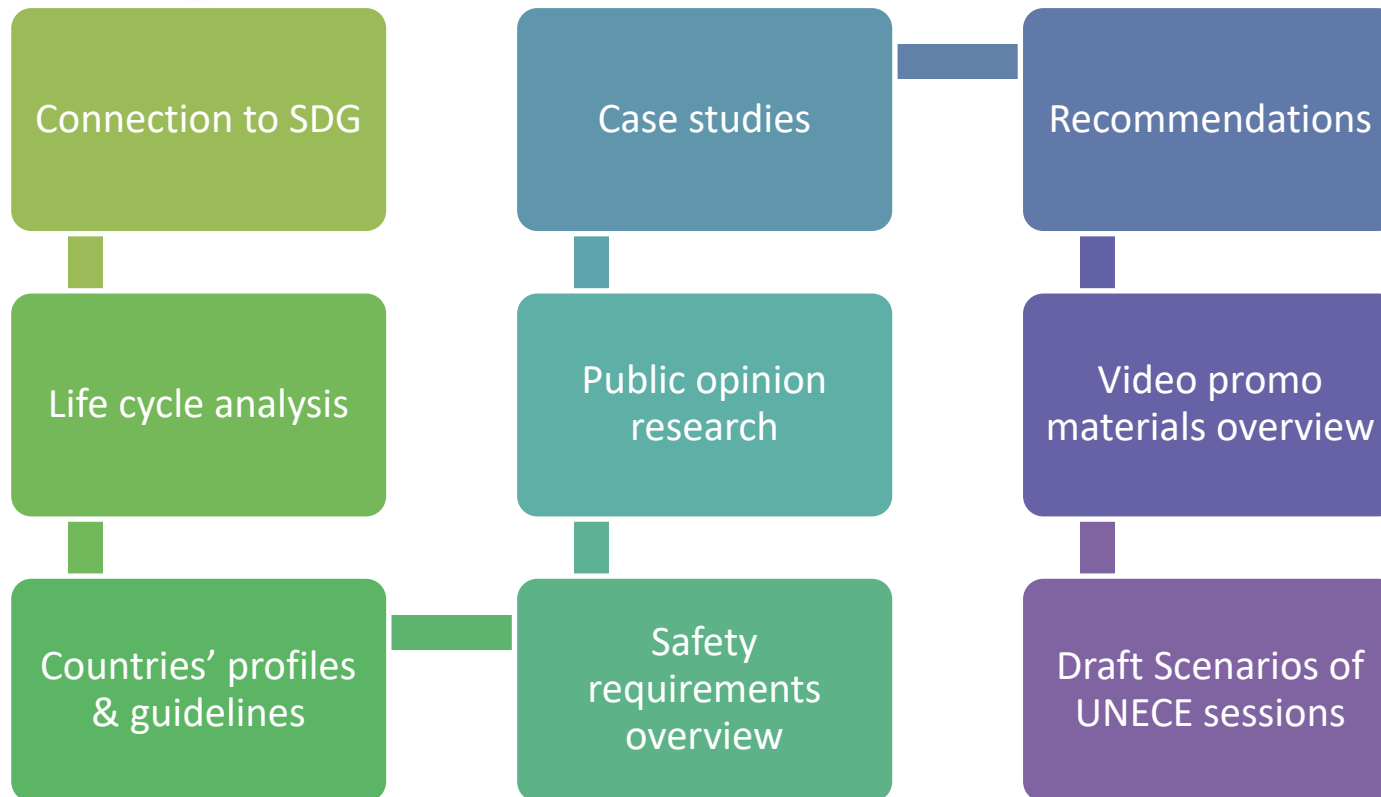 Connection to SDG
Life cycle analysis
Countries’ profiles
& guidelines
Safety
requirements
overview
Public opinion
research
Case studies
Recommendations
Video promo
materials overview
Draft Scenarios of
UNECE sessions